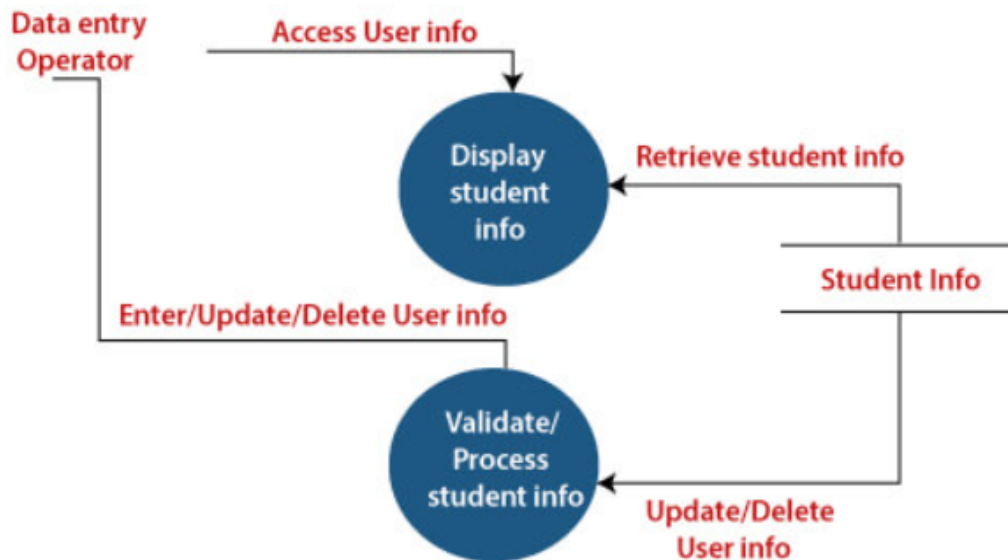 Data entry
Operator
Access User info
Display
student
info
Retrieve student info
Student Info
Enter/Update/Delete User info
Validate/
Process
student info
Update/Delete
User info